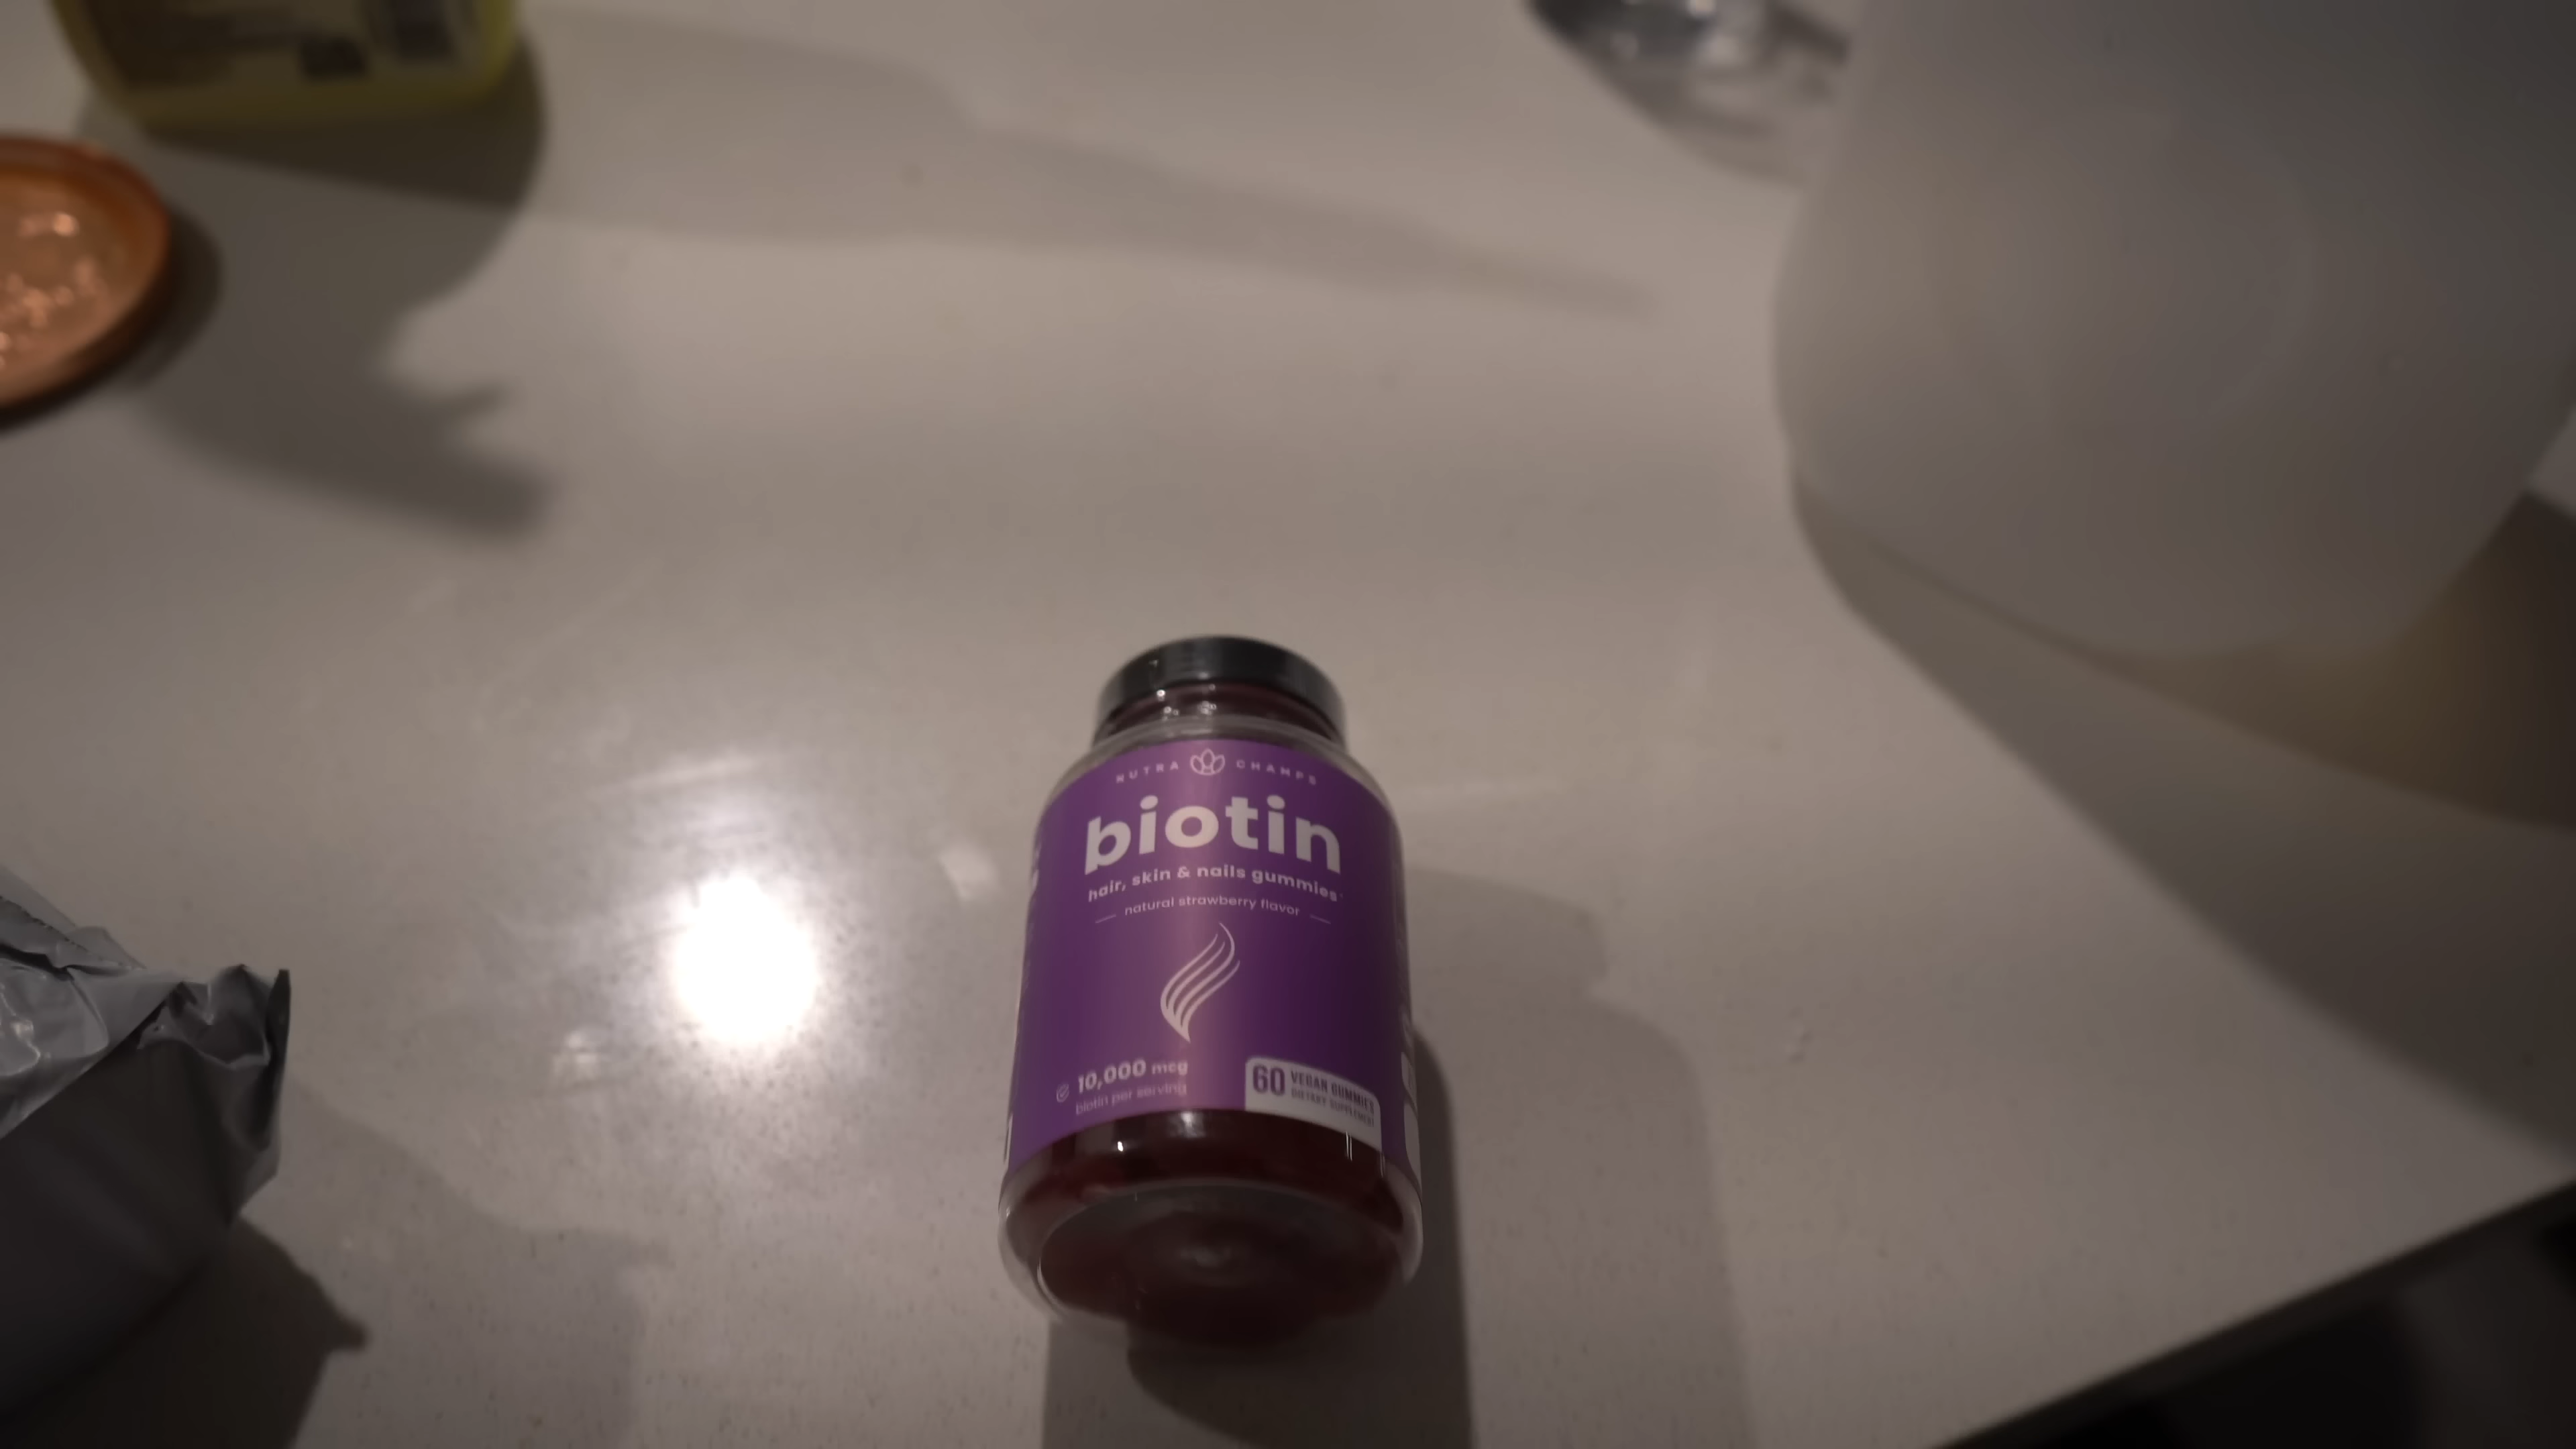 NUTRA CHAMPS
biotin
hair, skin & nails gummies
natural strawberry flavor
10,000 mcg
biotin per serving
60 VEGAN GUMMIES
DIETARY SUPPLEMENT